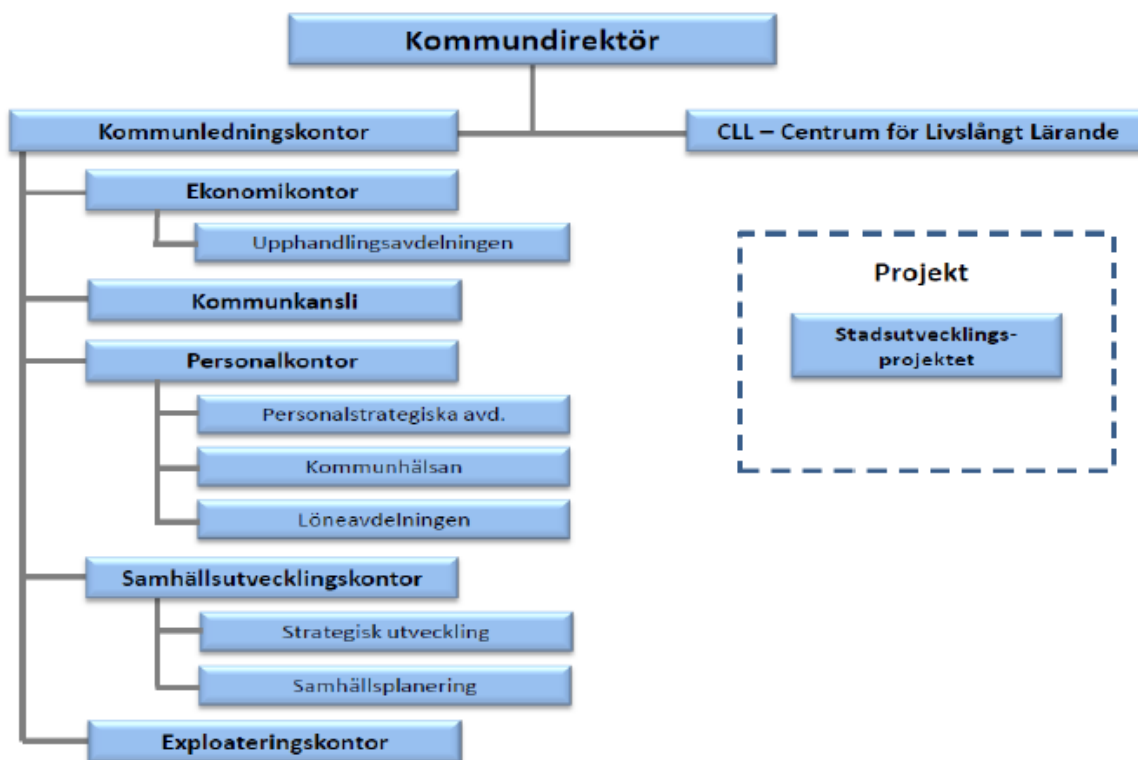 Kommundirektör
Kommunledningskontor
CLL – Centrum för Livslångt Lärande
Ekonomikontor
Upphandlingsavdelningen
Kommunkansli
Personalkontor
Personalstrategiska avd.
Kommunhälsan
Löneavdelningen
Samhällsutvecklingskontor
Strategisk utveckling
Samhällsplanering
Exploateringskontor
Projekt
Stadsutvecklings-
projektet